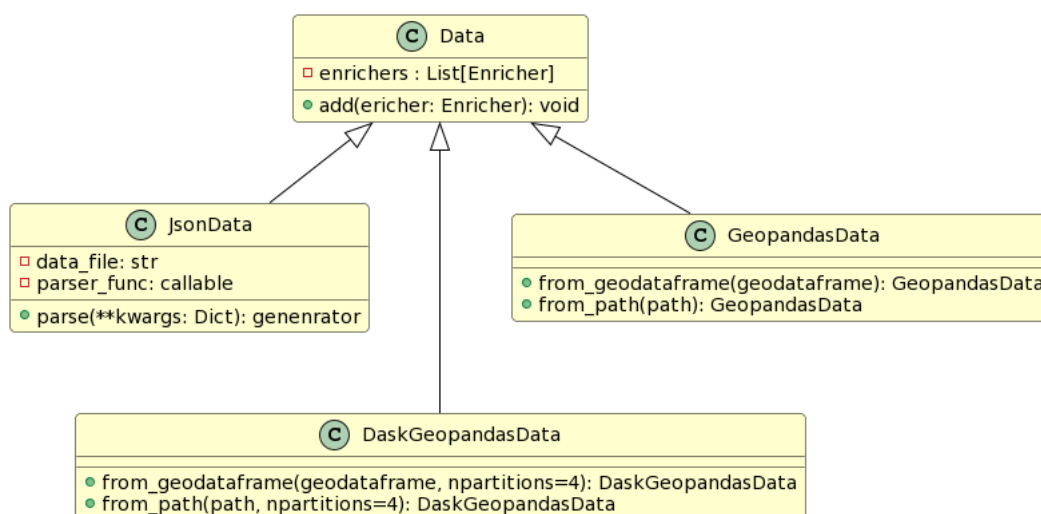 C Data
enrichers : List[Enricher]
add(ericher: Enricher): void
C JsonData
data_file: str
parser_func: callable
parse(**kwargs: Dict): genenrator
C GeopandasData
from_geodataframe(geodataframe): GeopandasData
from_path(path): GeopandasData
C DaskGeopandasData
from_geodataframe(geodataframe, npartitions=4): DaskGeopandasData
from_path(path, npartitions=4): DaskGeopandasData